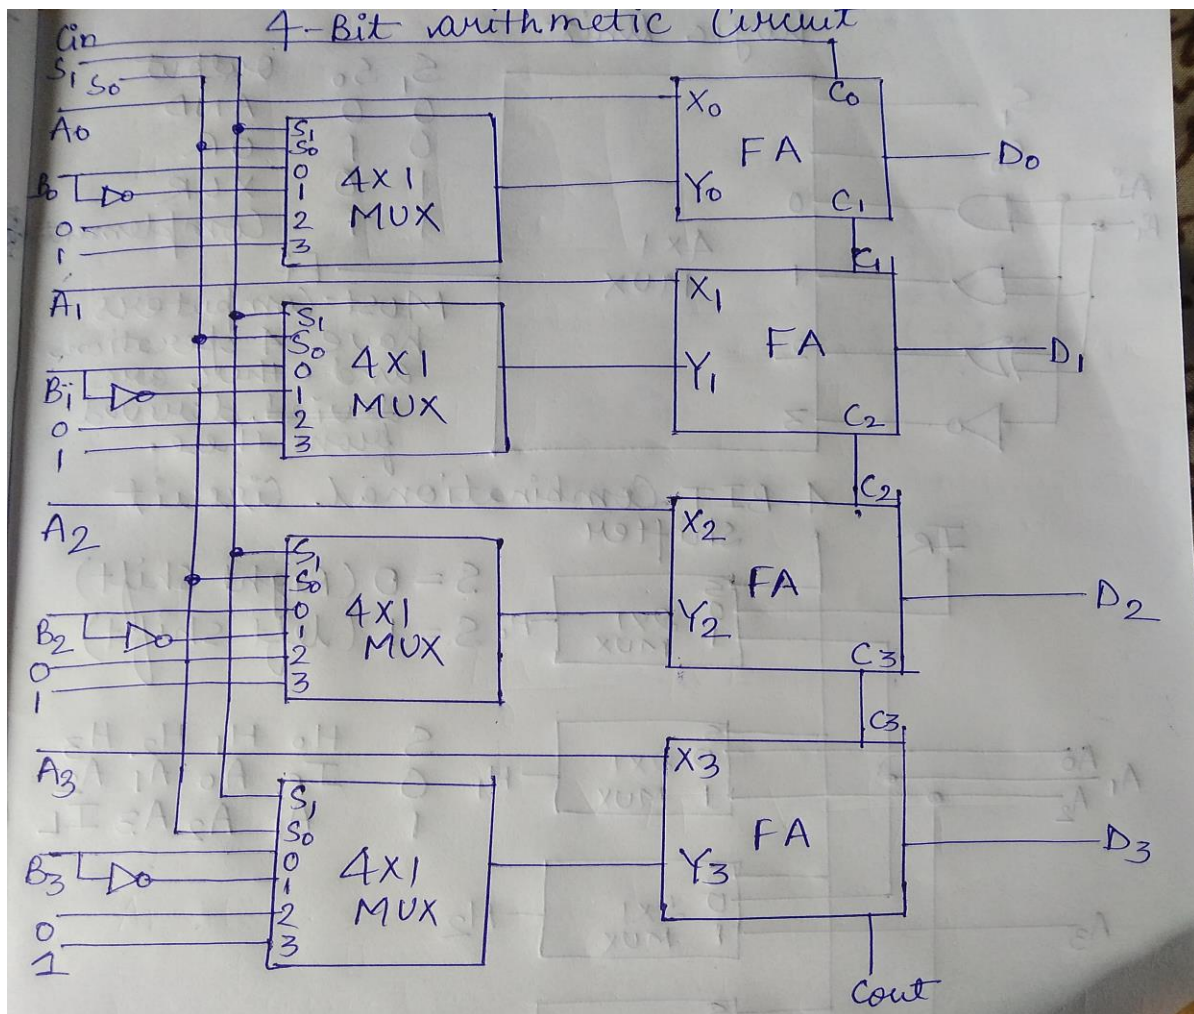 4-Bit arithmetic Circuit
Cin
S1 S0
C0
A0
X0
S1
S0
FA
D0
0
4X1
B0
1
Y0
MUX
0
2
C1
1
3
C1
A1
X1
S1
S0
FA
D1
0
4X1
B1
1
Y1
MUX
0
2
C2
1
3
C2
A2
X2
S1
S0
FA
D2
0
4X1
B2
1
Y2
MUX
0
2
C3
1
3
C3
A3
X3
S1
S0
FA
D3
0
4X1
B3
1
Y3
MUX
0
2
1
3
Cout